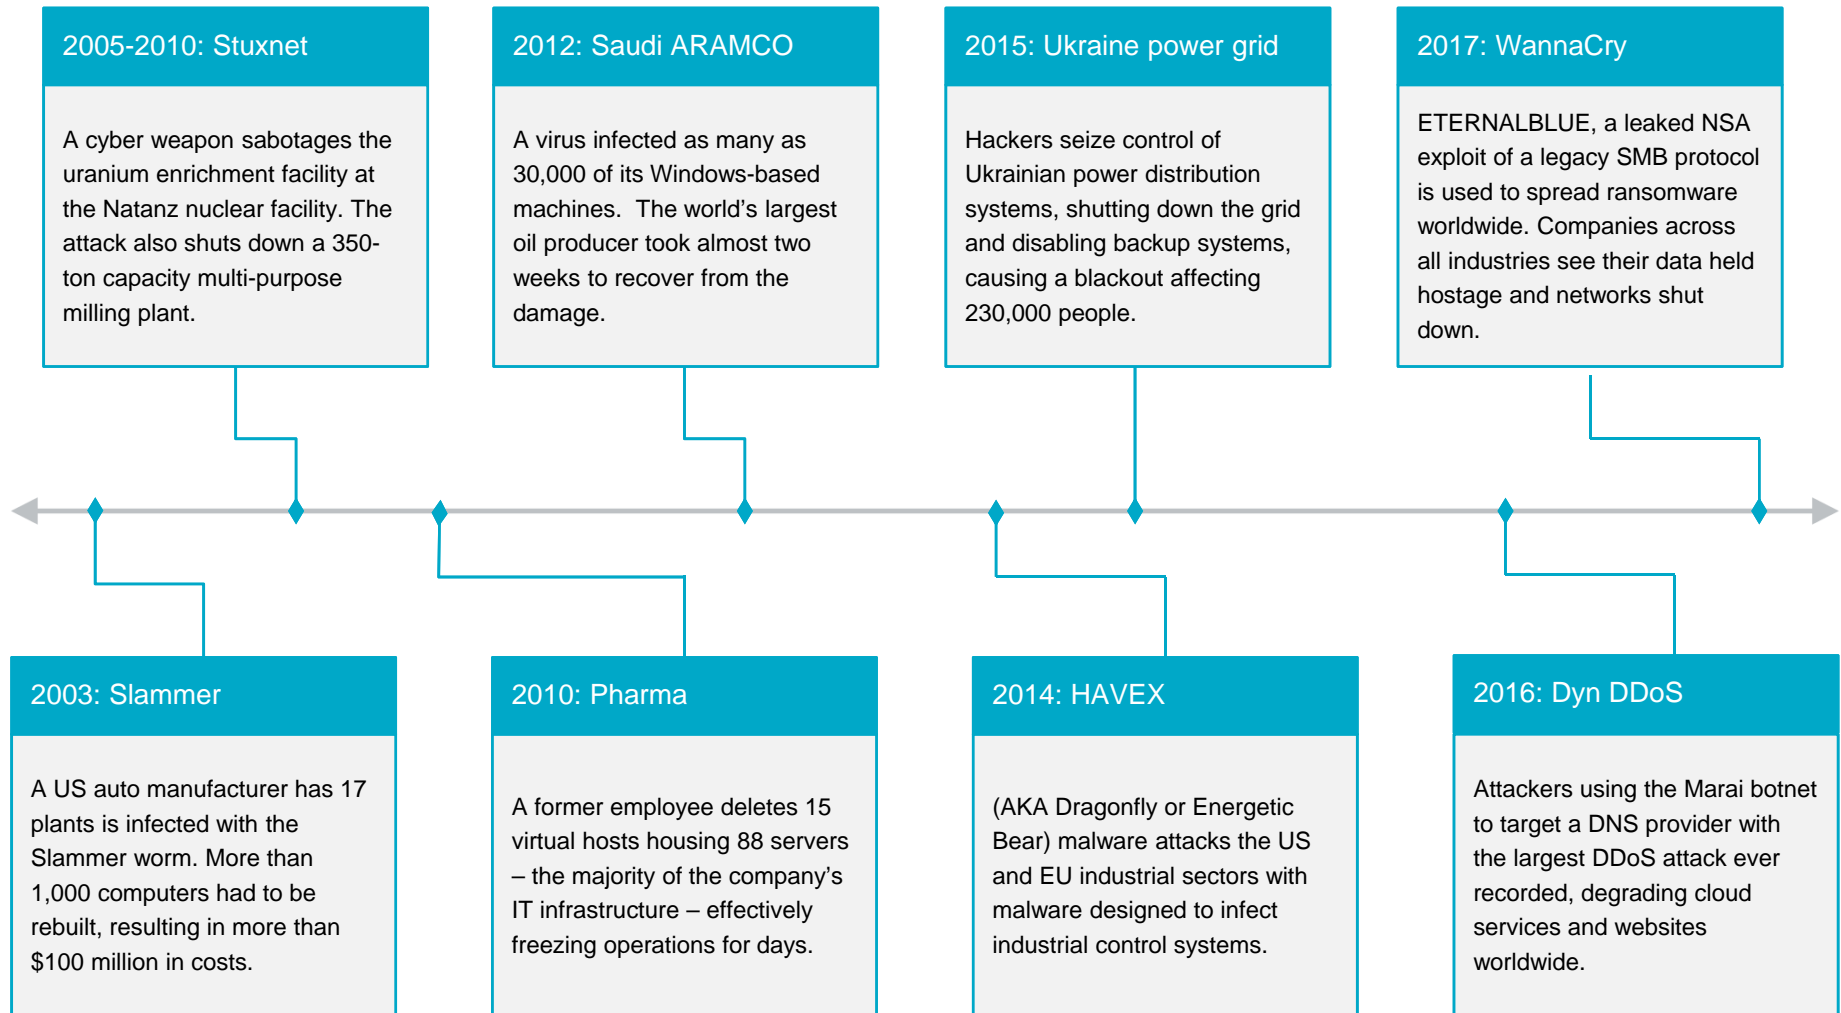 2005-2010: Stuxnet
A cyber weapon sabotages the
uranium enrichment facility at
the Natanz nuclear facility. The
attack also shuts down a 350-
ton capacity multi-purpose
milling plant.
2012: Saudi ARAMCO
A virus infected as many as
30,000 of its Windows-based
machines.  The world's largest
oil producer took almost two
weeks to recover from the
damage.
2015: Ukraine power grid
Hackers seize control of
Ukrainian power distribution
systems, shutting down the grid
and disabling backup systems,
causing a blackout affecting
230,000 people.
2017: WannaCry
ETERNALBLUE, a leaked NSA
exploit of a legacy SMB protocol
is used to spread ransomware
worldwide. Companies across
all industries see their data held
hostage and networks shut
down.
2003: Slammer
A US auto manufacturer has 17
plants is infected with the
Slammer worm. More than
1,000 computers had to be
rebuilt, resulting in more than
$100 million in costs.
2010: Pharma
A former employee deletes 15
virtual hosts housing 88 servers
– the majority of the company's
IT infrastructure – effectively
freezing operations for days.
2014: HAVEX
(AKA Dragonfly or Energetic
Bear) malware attacks the US
and EU industrial sectors with
malware designed to infect
industrial control systems.
2016: Dyn DDoS
Attackers using the Marai botnet
to target a DNS provider with
the largest DDoS attack ever
recorded, degrading cloud
services and websites
worldwide.